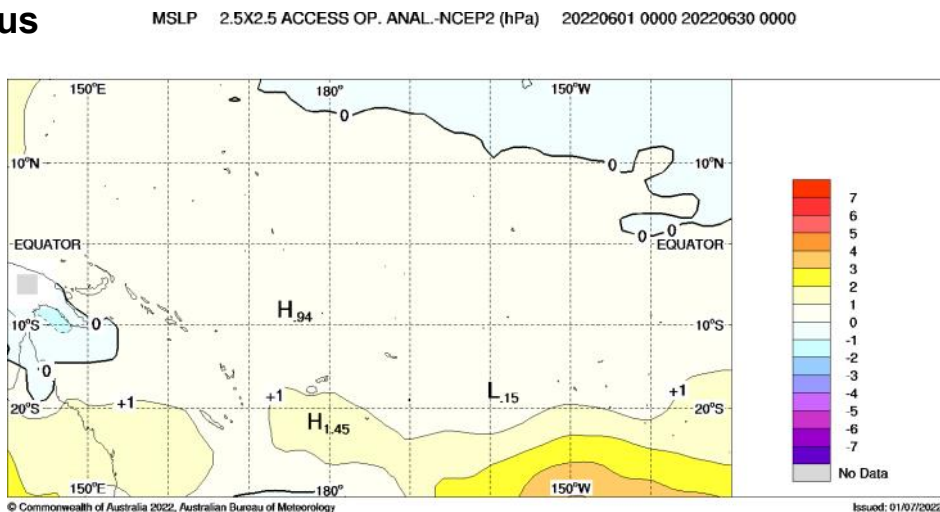 us
MSLP 2.5X2.5 ACCESS OP. ANAL.-NCEP2 (hPa) 20220601 0000 20220630 0000
150°E 180° 150°W
0
10°N 0 10°N
0 0
EQUATOR EQUATOR
H.94
10°S 0 10°S
0
+1 +1 L.15 +1
20°S 20°S
H1.45
150°E 180° 150°W
7
6
5
4
3
2
1
0
-1
-2
-3
-4
-5
-6
-7
No Data
© Commonwealth of Australia 2022, Australian Bureau of Meteorology Issued: 01/07/2022